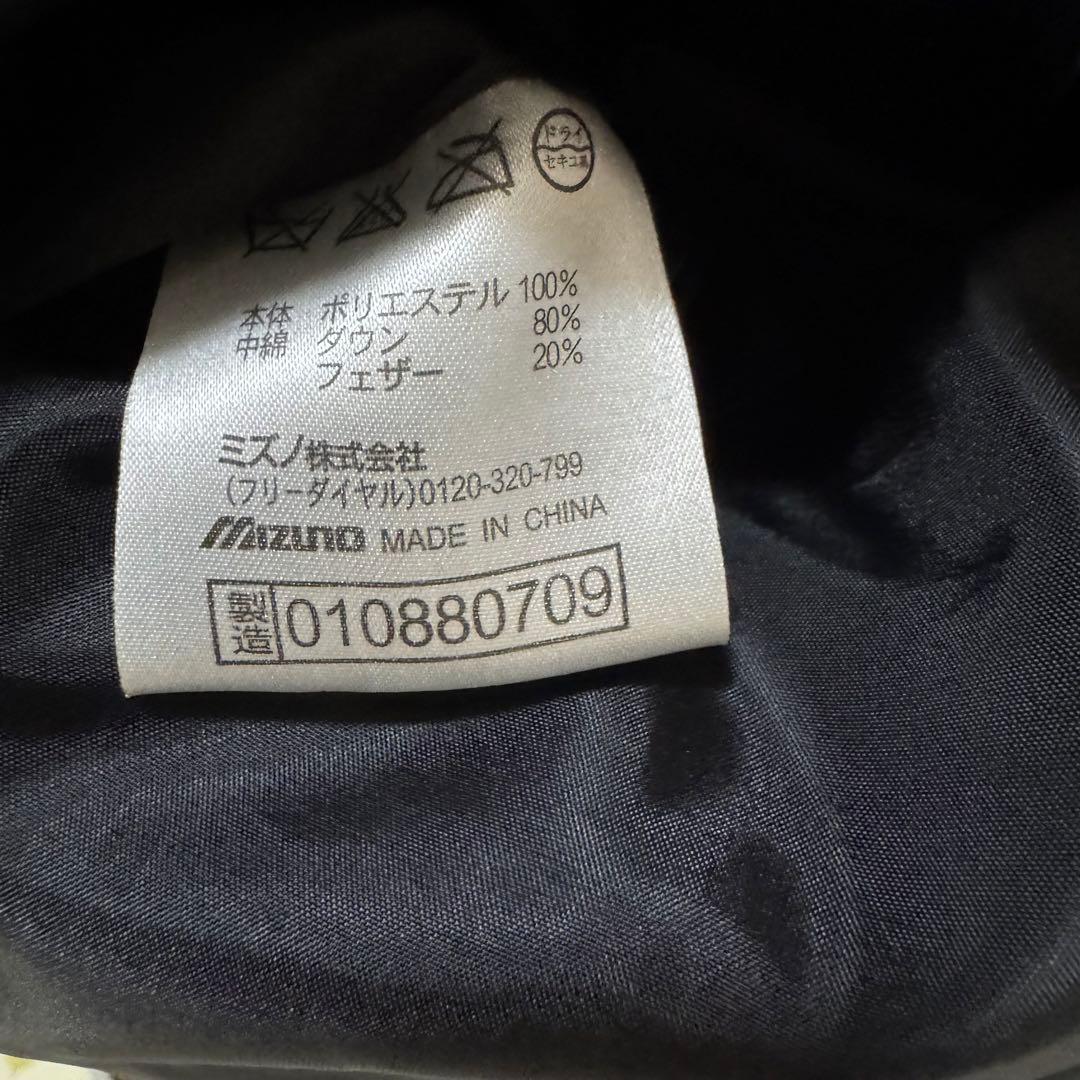 ドライ
セキユ系
本体 ポリエステル 100%
中綿 ダウン 80%
フェザー 20%
ミズノ株式会社
(フリーダイヤル)0120-320-799
MIZUNO MADE IN CHINA
製造 010880709